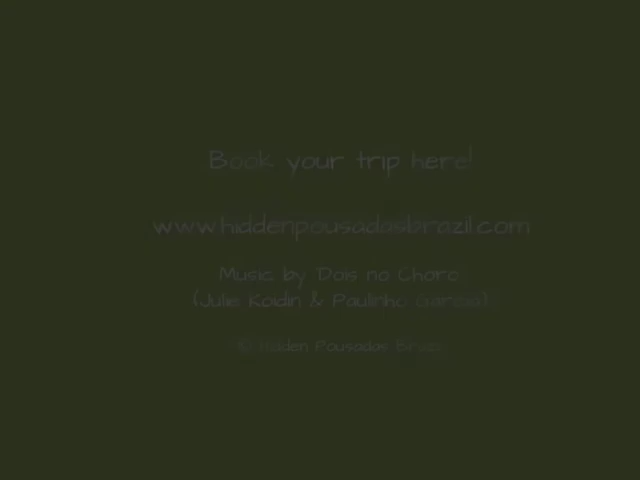 Book your trip here!
www.hiddenpousadasbrazil.com
Music by Dois no Choro
(Julie Koidin & Paulinho Garcia)
© Hidden Pousadas Brazil